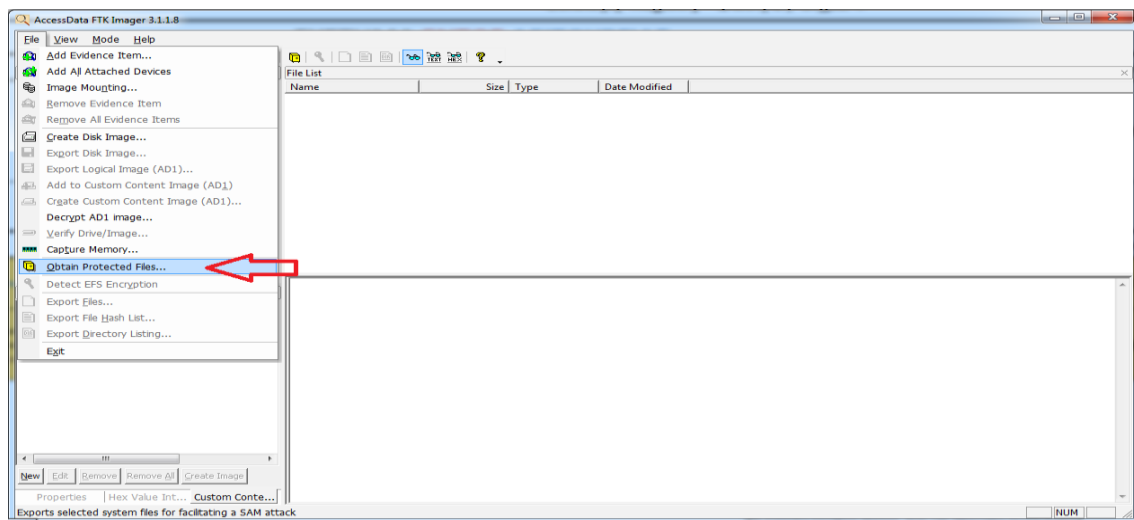 AccessData FTK Imager 3.1.1.8
File View Mode Help
Add Evidence Item...
Add All Attached Devices
Image Mounting...
Remove Evidence Item
Remove All Evidence Items
Create Disk Image...
Export Disk Image...
Export Logical Image (AD1)...
Add to Custom Content Image (AD1)
Create Custom Content Image (AD1)...
Decrypt AD1 image...
Verify Drive/Image...
Capture Memory...
Obtain Protected Files...
Detect EFS Encryption
Export Files...
Export File Hash List...
Export Directory Listing...
Exit
TEXT HEX
File List
Name Size Type Date Modified
New Edit Remove Remove All Create Image
Properties Hex Value Int... Custom Conte...
Exports selected system files for facilitating a SAM attack
NUM